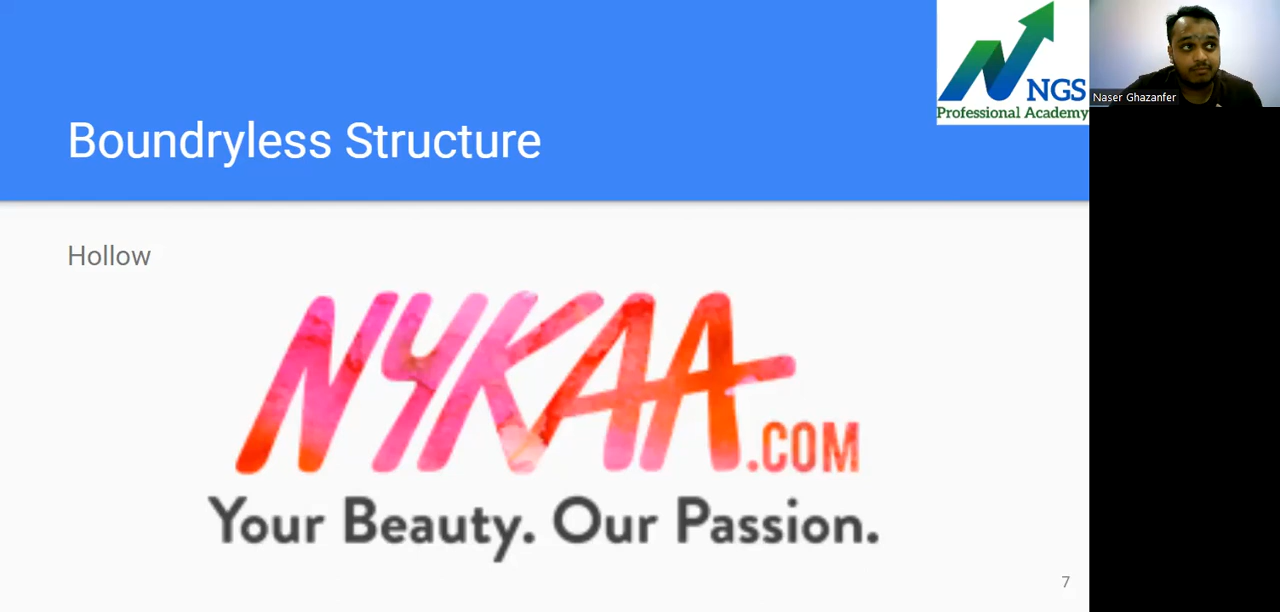 NGS
Professional Academy
Naser Ghazanfer
Boundryless Structure
Hollow
NYKAA.COM
Your Beauty. Our Passion.
7